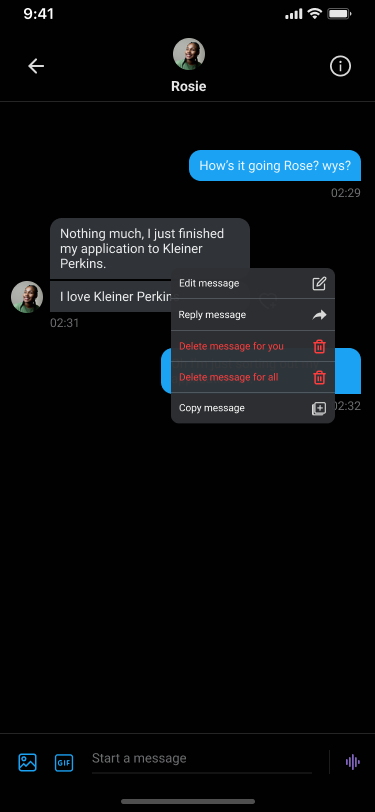 9:41
Rosie
How's it going Rose? wys?
02:29
Nothing much, I just finished
my application to Kleiner
Perkins.
I love Kleiner Perkin
02:31
Edit message
Reply message
Delete message for you
Delete message for all
Copy message
02:32
GIF
Start a message